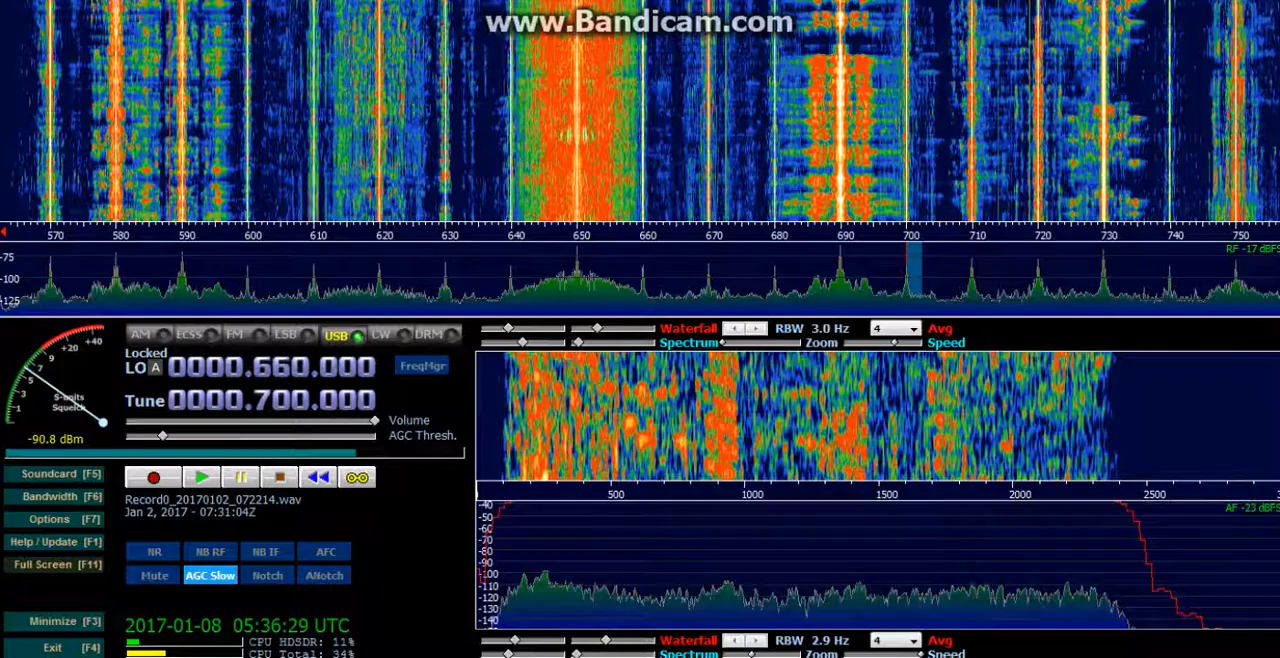 www.Bandicam.com
570 580 590 600 610 620 630 640 650 660 670 680 690 700 710 720 730 740 750
-75 RF -17 dBFS
-100
-125
AM ECSS FM LSB USB CW DRM
Waterfall RBW 3.0 Hz 4 Avg
Spectrum Zoom Speed
+20 +40
1 3 5 7 9
S-units
Squelch
-90.8 dBm
Locked
LO A 0000.660.000 FreqMgr
Tune 0000.700.000
Volume
AGC Thresh.
Soundcard [F5]
Bandwidth [F6]
Options [F7]
Help / Update [F1]
Full Screen [F11]
Minimize [F3]
Exit [F4]
Record0_20170102_072214.wav
Jan 2, 2017 - 07:31:04Z
NR NB RF NB IF AFC
Mute AGC Slow Notch ANotch
2017-01-08 05:36:29 UTC
CPU HDSDR: 11%
CPU Total: 34%
500 1000 1500 2000 2500
-40 AF -23 dBFS
-50
-60
-70
-80
-90
-100
-110
-120
-130
-140
Waterfall RBW 2.9 Hz 4 Avg
Spectrum Zoom Speed